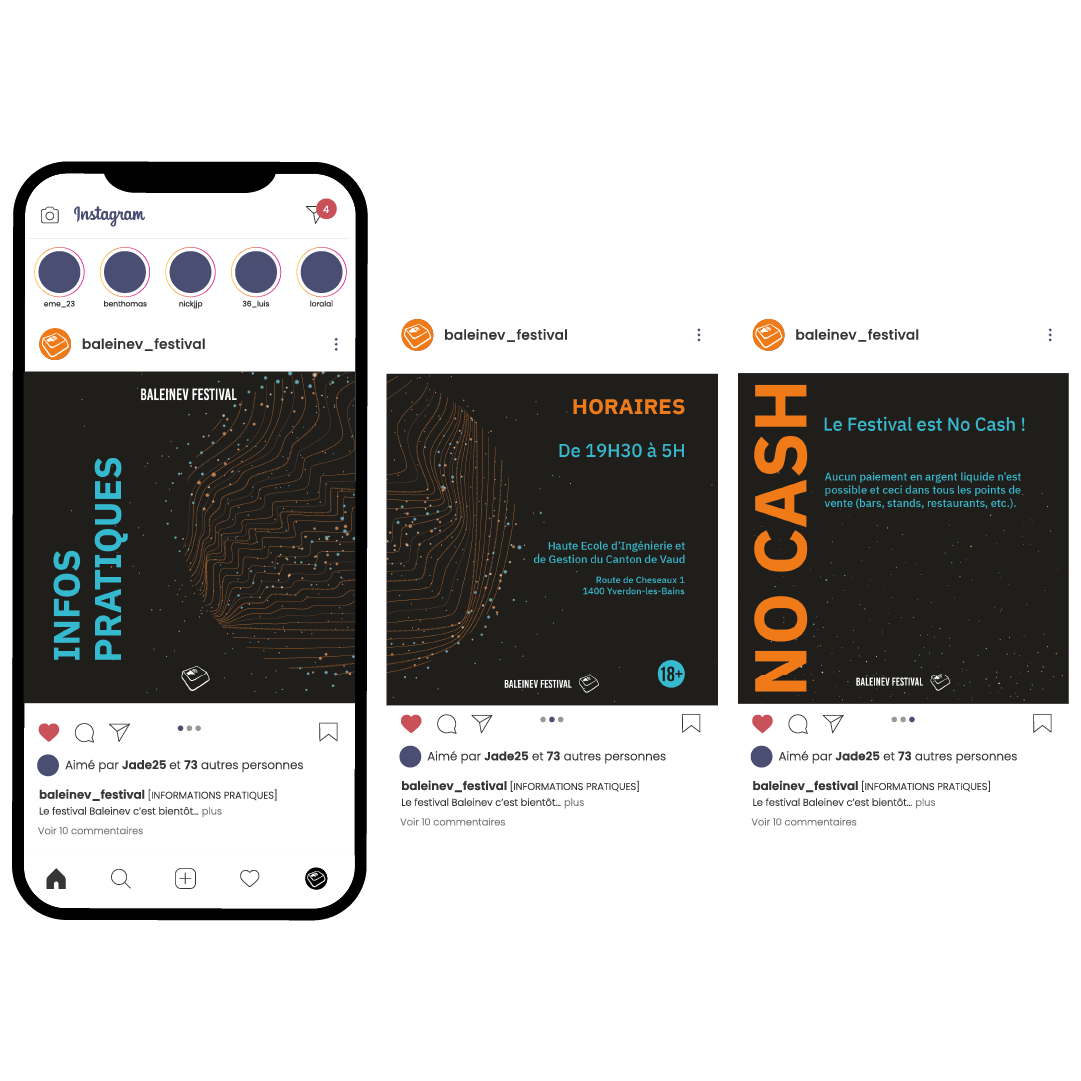 Instagram
4
eme_23
benthomas
nickjjp
36_luis
loralal
baleinev_festival
BALEINEV FESTIVAL
INFOS
PRATIQUES
Aimé par Jade25 et 73 autres personnes
baleinev_festival [INFORMATIONS PRATIQUES]
Le festival Baleinev c'est bientôt... plus
Voir 10 commentaires
baleinev_festival
HORAIRES
De 19H30 à 5H
Haute Ecole d'Ingénierie et
de Gestion du Canton de Vaud
Route de Cheseaux 1
1400 Yverdon-les-Bains
BALEINEV FESTIVAL
18+
Aimé par Jade25 et 73 autres personnes
baleinev_festival [INFORMATIONS PRATIQUES]
Le festival Baleinev c'est bientôt... plus
Voir 10 commentaires
baleinev_festival
NO CASH
Le Festival est No Cash !
Aucun paiement en argent liquide n'est
possible et ceci dans tous les points de
vente (bars, stands, restaurants, etc.).
BALEINEV FESTIVAL
Aimé par Jade25 et 73 autres personnes
baleinev_festival [INFORMATIONS PRATIQUES]
Le festival Baleinev c'est bientôt... plus
Voir 10 commentaires